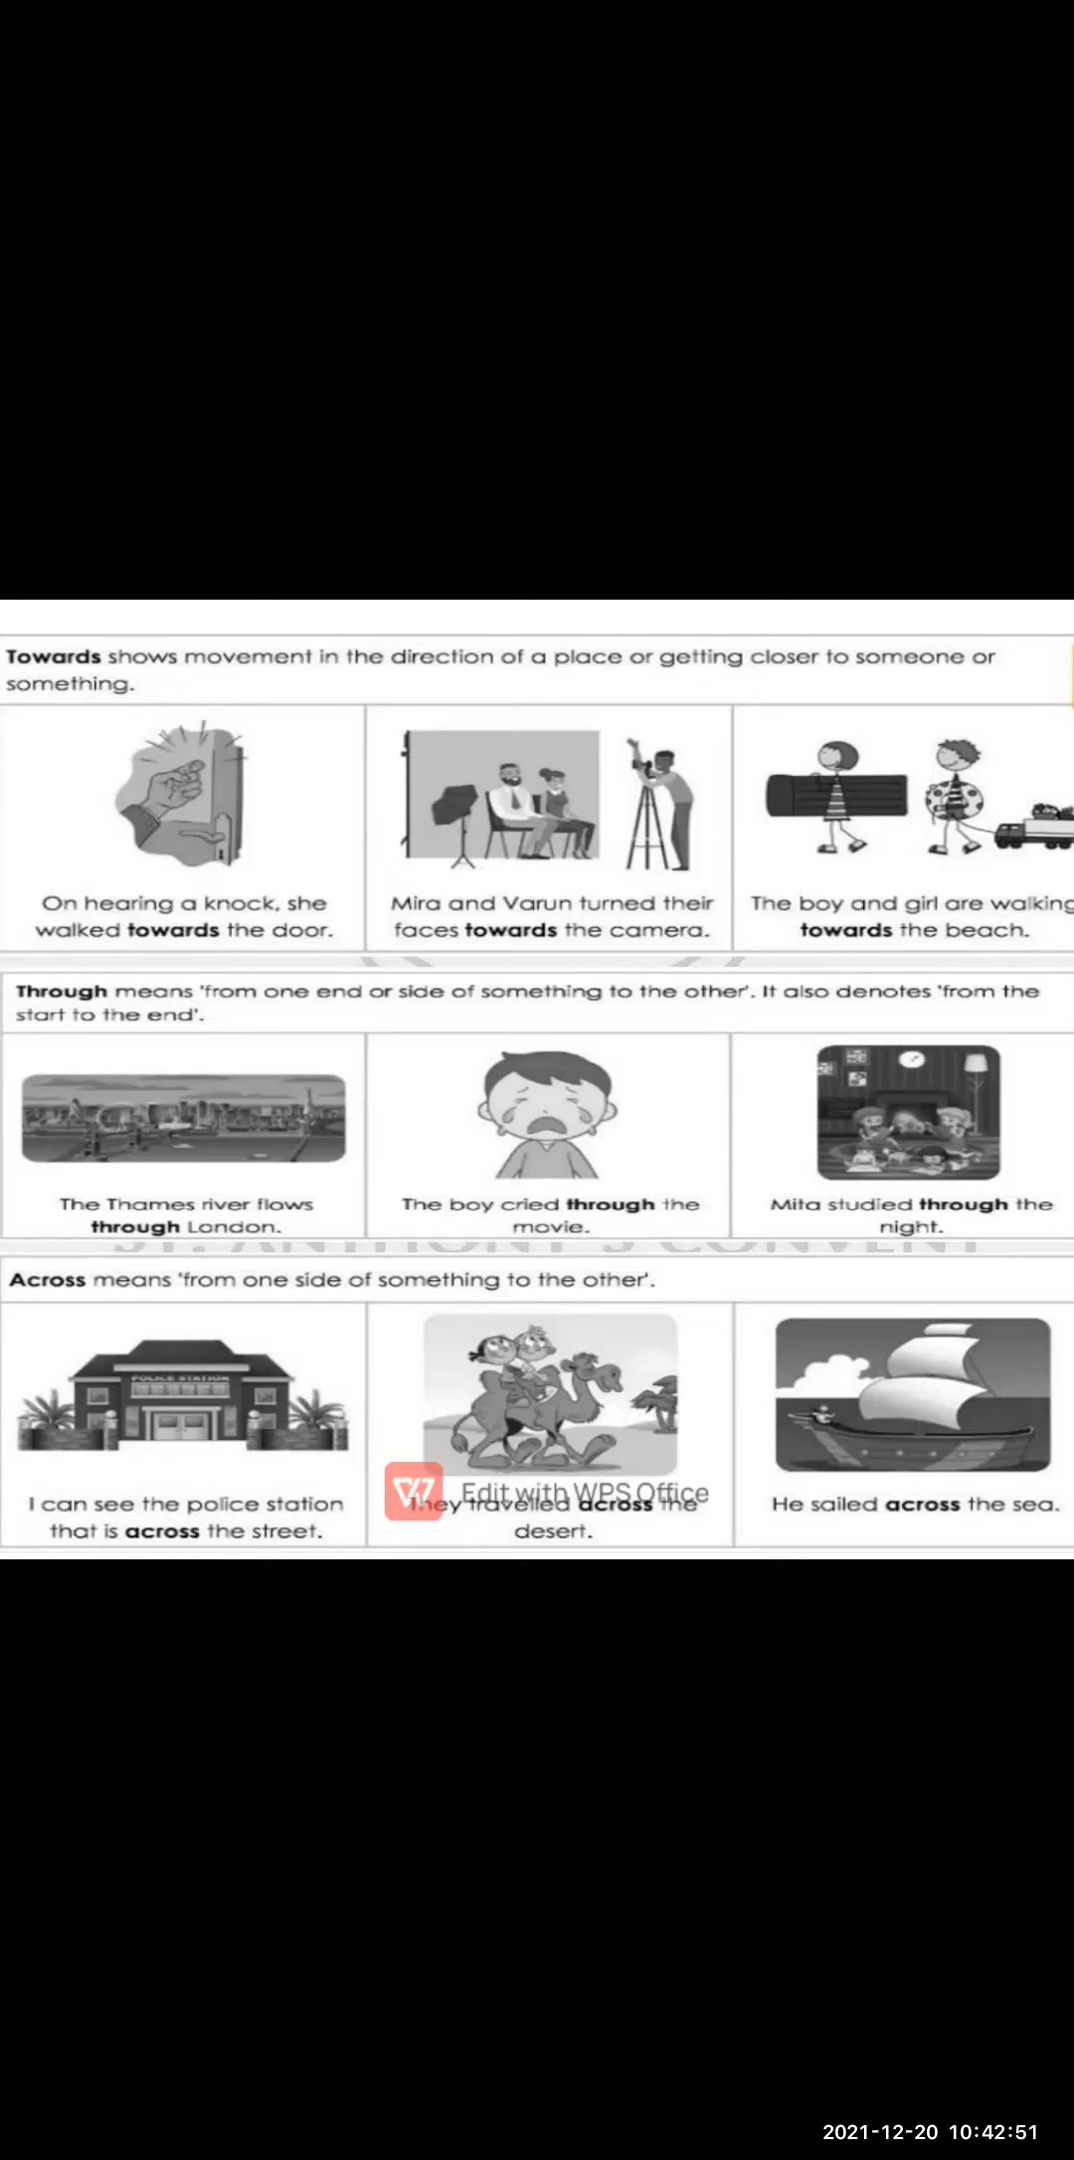 Towards shows movement in the direction of a place or getting closer to someone or
something.
On hearing a knock, she
walked towards the door.
Mira and Varun turned their
faces towards the camera.
The boy and girl are walking
towards the beach.
Through means 'from one end or side of something to the other'. It also denotes 'from the
start to the end'.
The Thames river flows
through London.
The boy cried through the
movie.
Mita studied through the
night.
ST. ANTHONY'S CONVENT
Across means 'from one side of something to the other'.
POLICE STATION
I can see the police station
that is across the street.
Edit with WPS Office
They travelled across the
desert.
He sailed across the sea.
2021-12-20 10:42:51